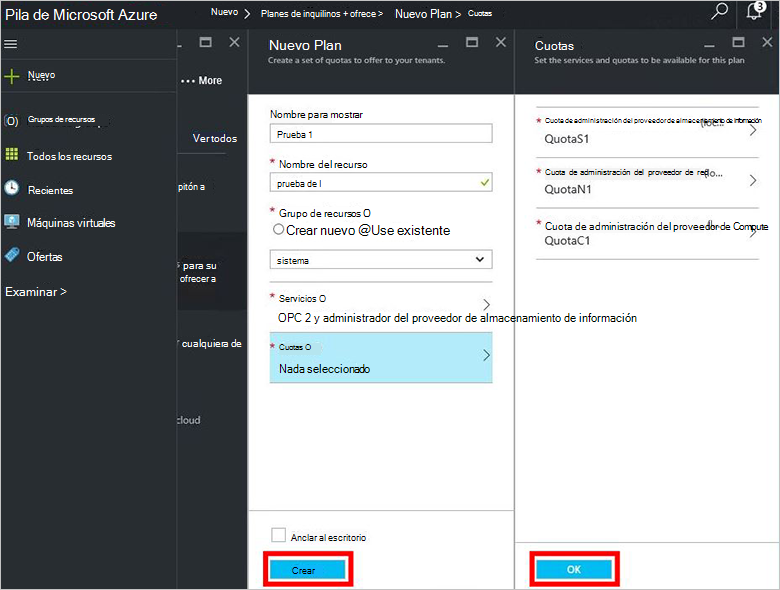 Pila de Microsoft Azure
Nuevo > Planes de inquilinos + ofrece > Nuevo Plan > Cuotas
3
Nuevo
Grupos de recursos
Todos los recursos
Recientes
Máquinas virtuales
Ofertas
Examinar >
••• More
Ver todos
pitón a
para su
ofrecer a
cualquiera de
cloud
Nuevo Plan
Create a set of quotas to offer to your tenants.
Nombre para mostrar
Prueba 1
* Nombre del recurso
prueba de l
* Grupo de recursos O
Crear nuevo @Use existente
sistema
* Servicios O
OPC 2 y administrador del proveedor de almacenamiento de información
* Cuotas O
Nada seleccionado
Anclar al escritorio
Crear
Cuotas
Set the services and quotas to be available for this plan
* Cuota de administración del proveedor de almacenamiento de información
QuotaS1
* Cuota de administración del proveedor de red
QuotaN1
* Cuota de administración del proveedor de Compute
QuotaC1
OK